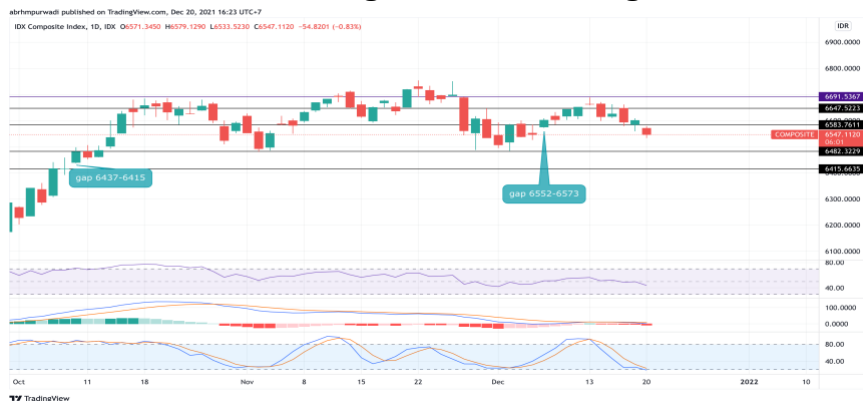 abrhmpurwadi published on TradingView.com, Dec 20, 2021 16:23 UTC+7
IDX Composite Index, 1D, IDX O6571.3450 H6579.1290 L6533.5230 C6547.1120 -54.8201 (-0.83%)
IDR
6900.0000
6800.0000
6691.5367
6647.5223
6583.7611
COMPOSITE 6547.1120
06:01
6482.3229
6415.6635
gap 6437-6415
gap 6552-6573
6300.0000
6200.0000
6100.0000
80.00
40.00
100.0000
0.0000
80.00
40.00
Oct 11 18 Nov 8 15 22 Dec 13 20 2022 10
TradingView